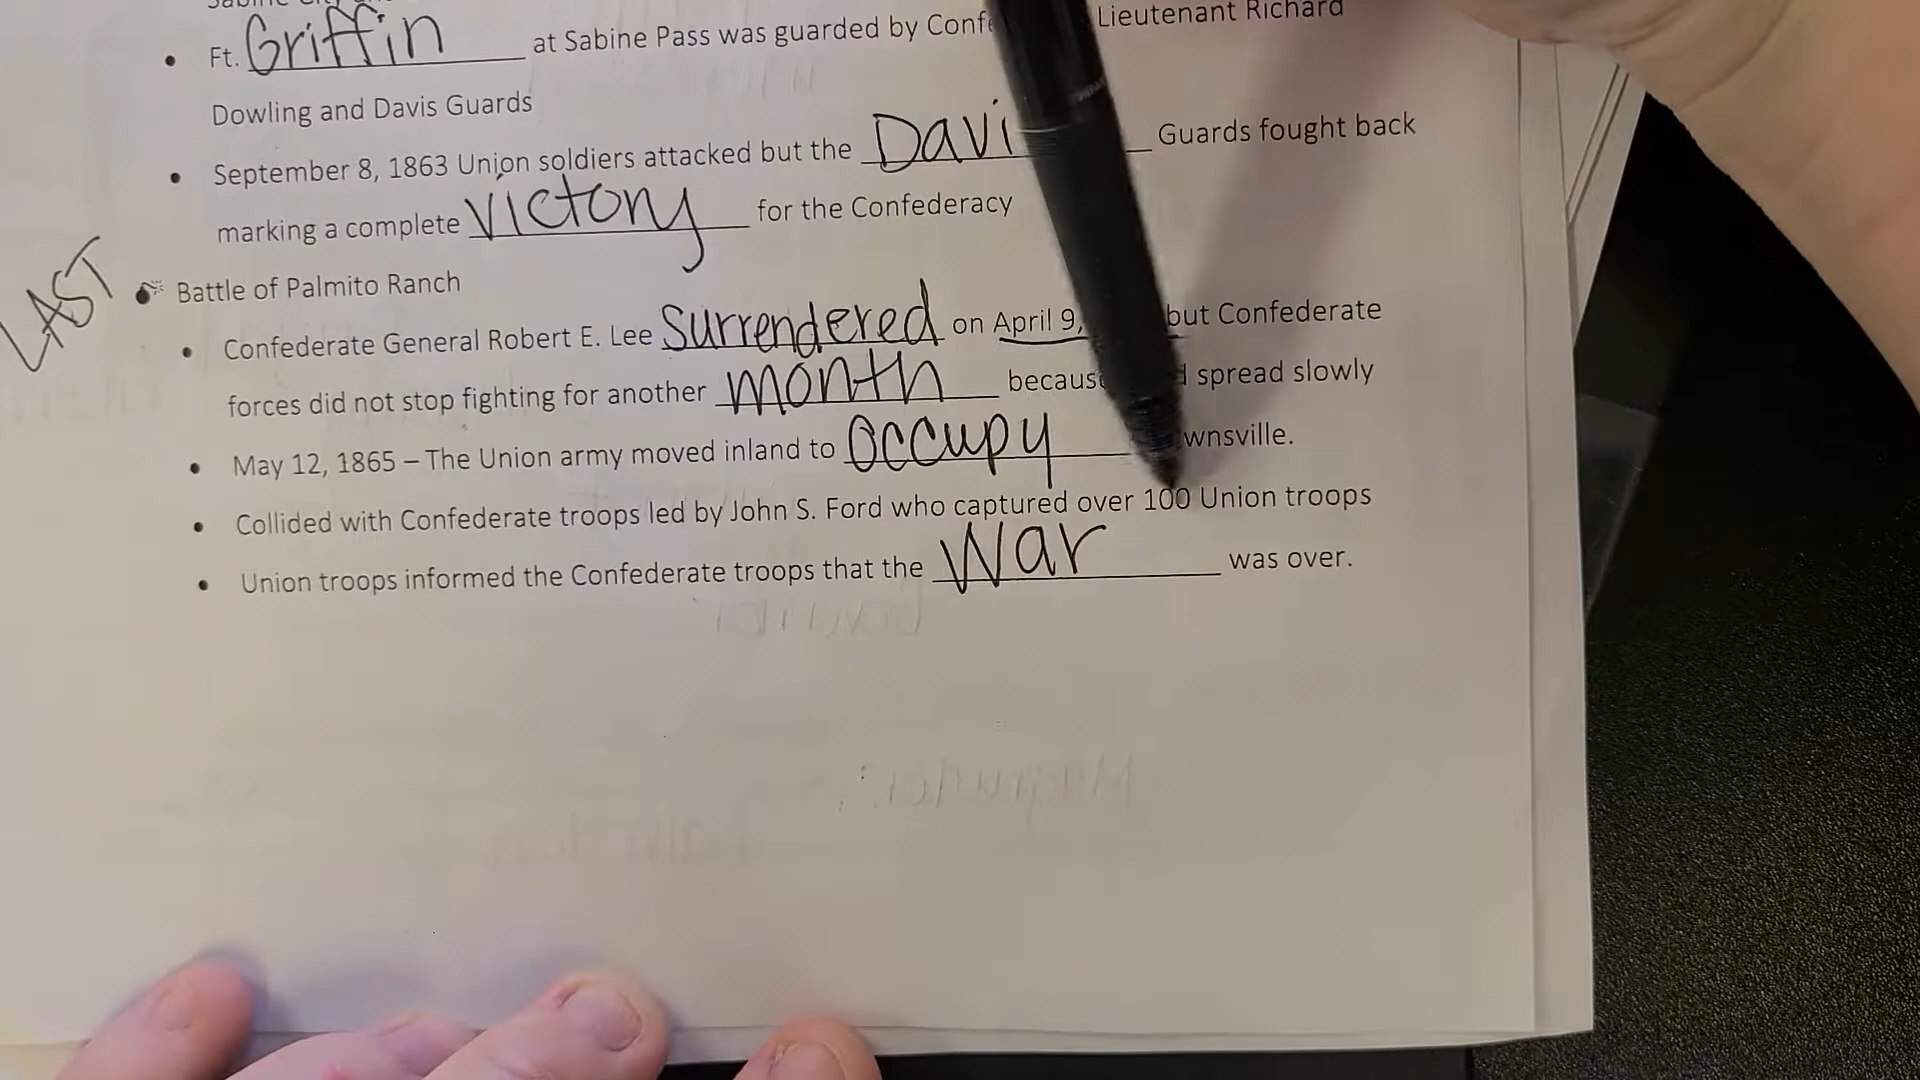 • Ft. Griffin at Sabine Pass was guarded by Lieutenant Richard
Dowling and Davis Guards
• September 8, 1863 Union soldiers attacked but the Guards fought back
marking a complete Victory for the Confederacy
LAST
Battle of Palmito Ranch
• Confederate General Robert E. Lee Surrendered on April 9, but Confederate
forces did not stop fighting for another month spread slowly
• May 12, 1865 – The Union army moved inland to occupy
• Collided with Confederate troops led by John S. Ford who captured over 100 Union troops
• Union troops informed the Confederate troops that the War was over.